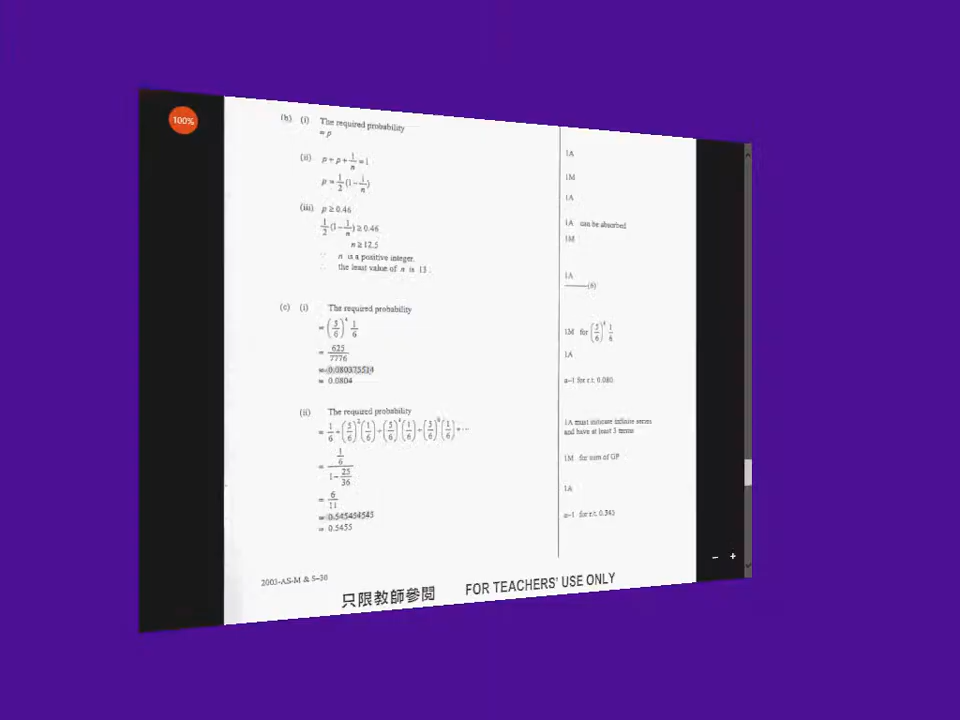 100%
(b) (i) The required probability
= p
1A
(ii) p + p + 1/n = 1
1M
p = 1/2 (1 − 1/n)
1A
(iii) p ≥ 0.46
1/2 (1 − 1/n) ≥ 0.46
1A can be absorbed
n ≥ 12.5
1M
∵ n is a positive integer,
∴ the least value of n is 13 .
1A
(6)
(c) (i) The required probability
= (5/6)^4 1/6
1M for (5/6)^4 1/6
= 625/7776
1A
≈ 0.080375514
≈ 0.0804
a–1 for r.t. 0.080
(ii) The required probability
= 1/6 + (5/6)^2 (1/6) + (5/6)^4 (1/6) + (5/6)^6 (1/6) + ⋯
1A must indicate infinite series
and have at least 3 terms
= (1/6)/(1 − 25/36)
1M for sum of GP
= 6/11
1A
≈ 0.545454545
≈ 0.5455
a–1 for r.t. 0.545
2003-AS-M & S–30
只限教師參閱 FOR TEACHERS' USE ONLY
− +